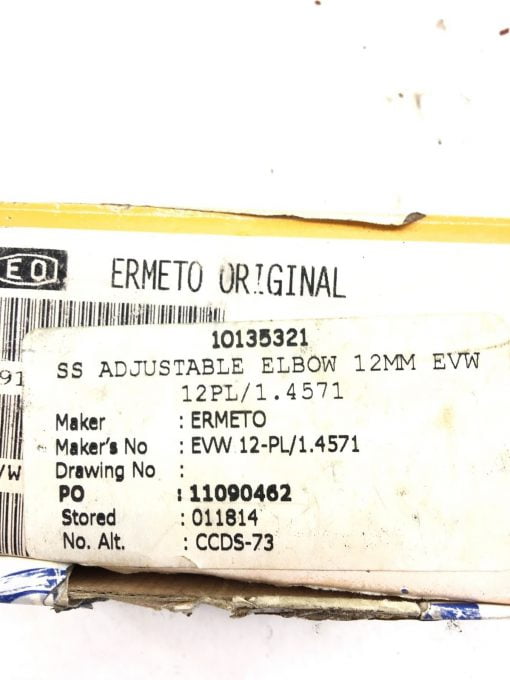 EO
ERMETO ORIGINAL
10135321
SS ADJUSTABLE ELBOW 12MM EVW
12PL/1.4571
91
Maker : ERMETO
Maker's No : EVW 12-PL/1.4571
/W
Drawing No :
PO : 11090462
Stored : 011814
No. Alt. : CCDS-73